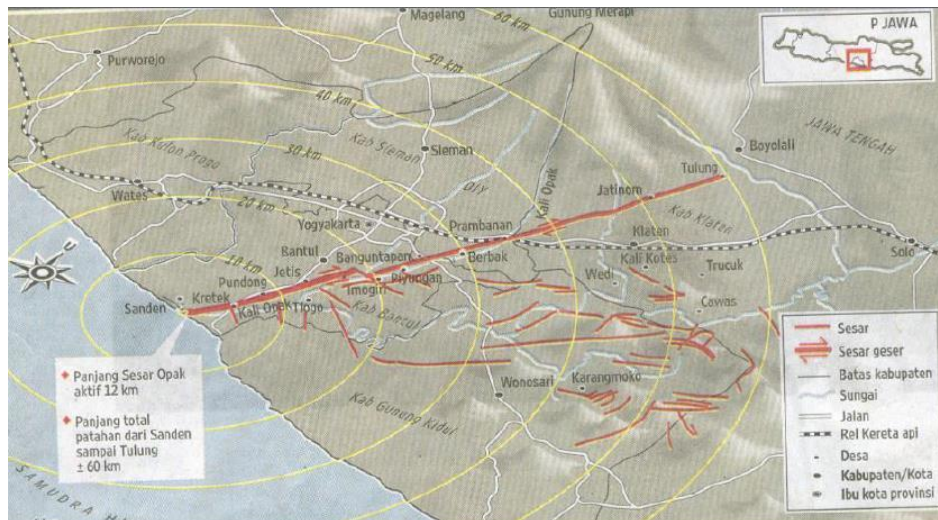 Magelang
60 km
Gunung Merapi
P JAWA
Purworejo
50 km
40 km
JAWA TENGAH
Kab Kulon Progo
30 km
Kab Sleman
Sleman
Boyolali
Tulung
DIY
Kali Opak
Jatinom
Wates
20 km
Yogyakarta
Prambanan
Kab Klaten
Klaten
Solo
U
Bantul
Banguntapan
Berbak
Kali Kotes
10 km
Jetis
Piyungan
Wedi
Trucuk
Pundong
Imogiri
Sanden
Kretek
Kali Opak
Tlogo
Kab Bantul
Cawas
Panjang Sesar Opak
aktif 12 km
Panjang total
patahan dari Sanden
sampai Tulung
± 60 km
Wonosari
Karangmoko
Kab Gunung Kidul
SAMUDRA
Sesar
Sesar geser
Batas kabupaten
Sungai
Jalan
Rel Kereta api
Desa
Kabupaten/Kota
Ibu kota provinsi